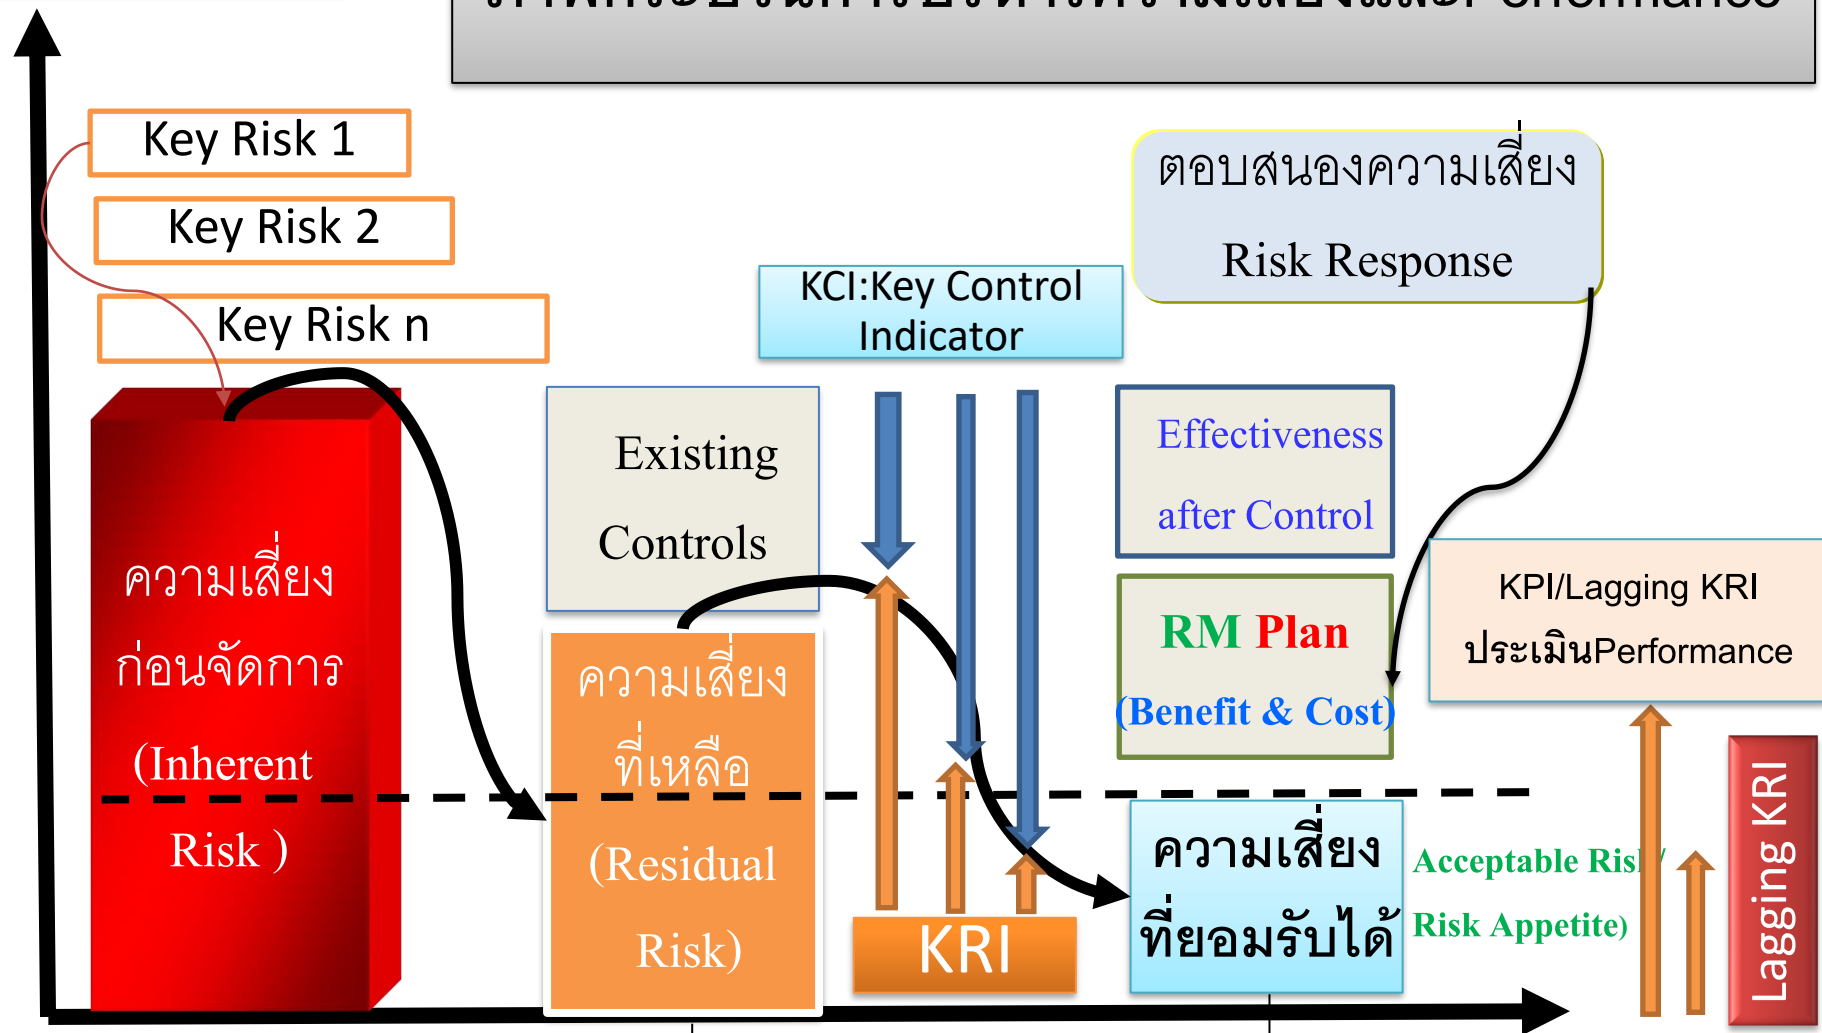 Performance
Key Risk 1
Key Risk 2
Key Risk n
ตอบสนองความเสี่ยง
Risk Response
KCI:Key Control
Indicator
Existing
Controls
Effectiveness
after Control
ความเสี่ยง
ก่อนจัดการ
(Inherent
Risk )
ความเสี่ยง
ที่เหลือ
(Residual
Risk)
RM Plan
(Benefit & Cost)
KPI/Lagging KRI
ประเมินPerformance
KRI
ความเสี่ยง
ที่ยอมรับได้
Acceptable Risk/
Risk Appetite)
Lagging KRI